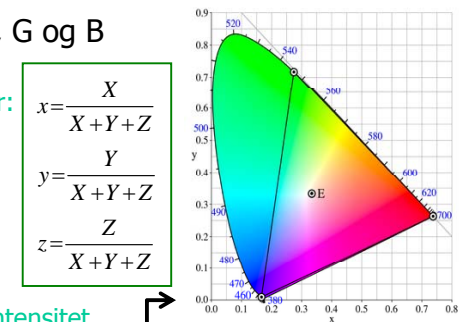 G og B
r:
x = X / X+Y+Z
y = Y / X+Y+Z
z = Z / X+Y+Z
ntensitet
0.9
0.8
0.7
0.6
0.5
y
0.4
0.3
0.2
0.1
0.0
0.0 0.1 0.2 0.3 0.4 0.5 0.6 0.7 0.8
x
520
540
560
580
600
620
700
500
490
480
470
460
380
E